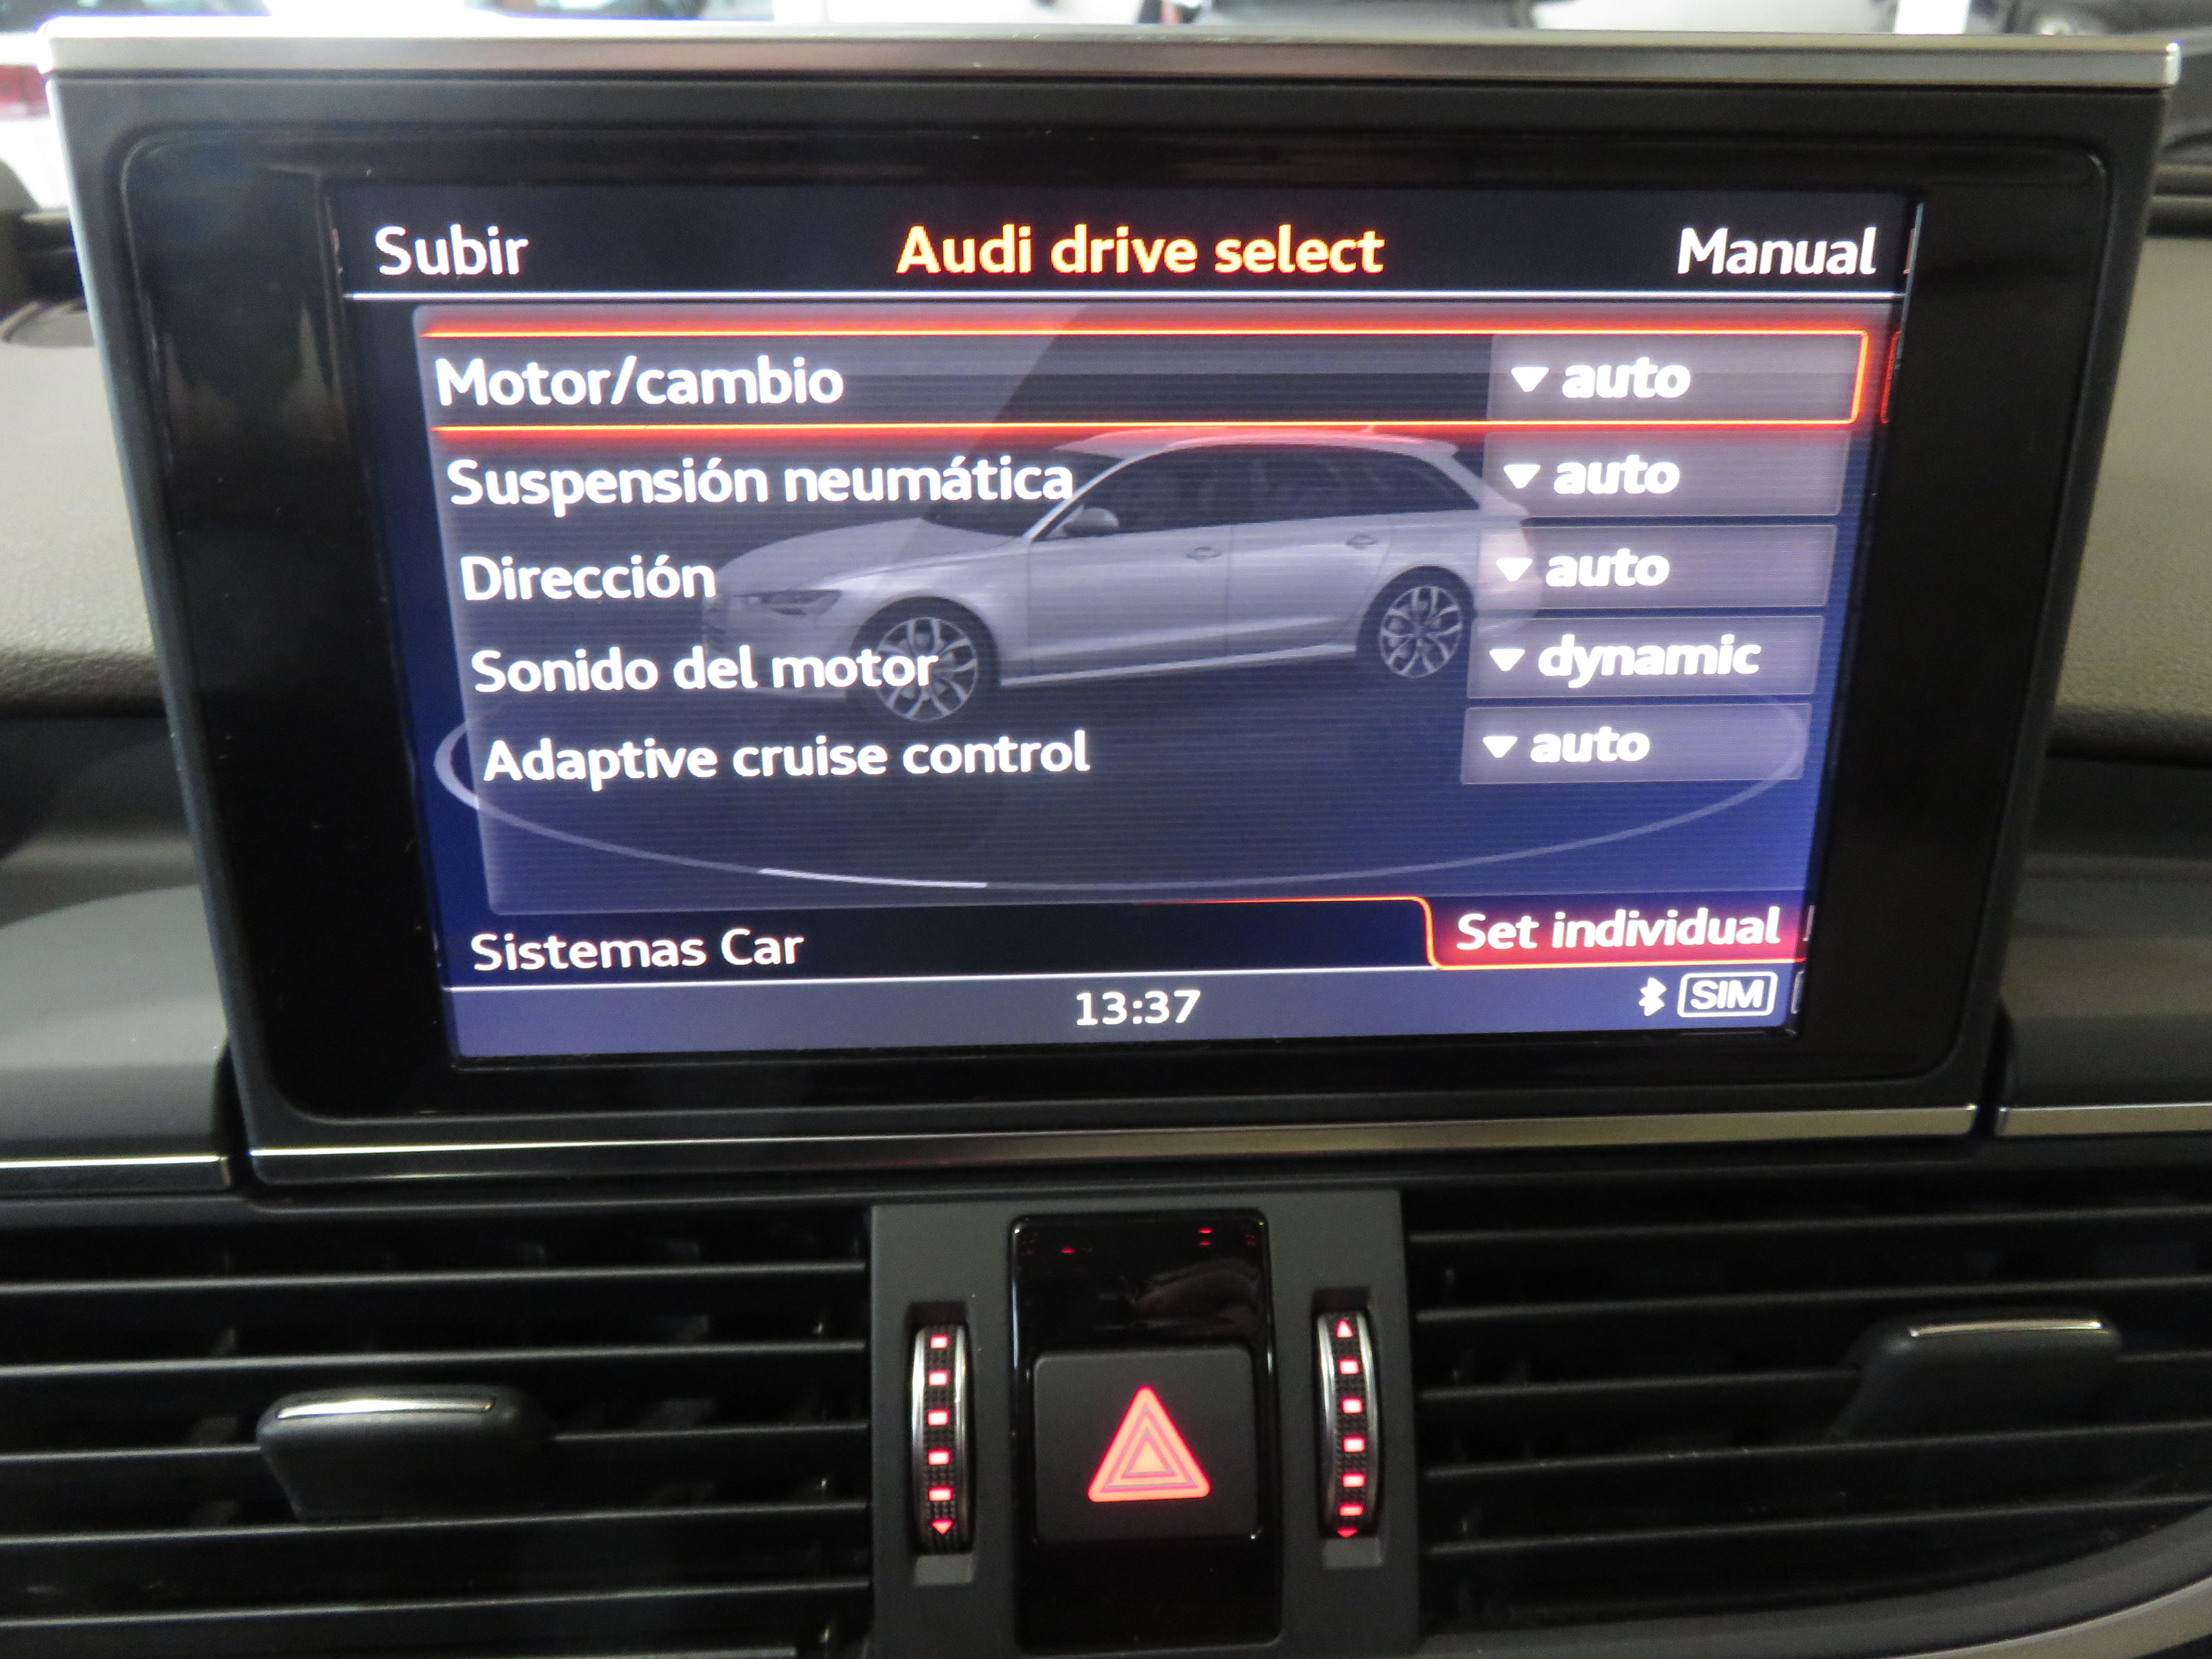 Subir Audi drive select Manual
Motor/cambio auto
Suspensión neumática auto
Dirección auto
Sonido del motor dynamic
Adaptive cruise control auto
Sistemas Car Set individual
13:37 SIM